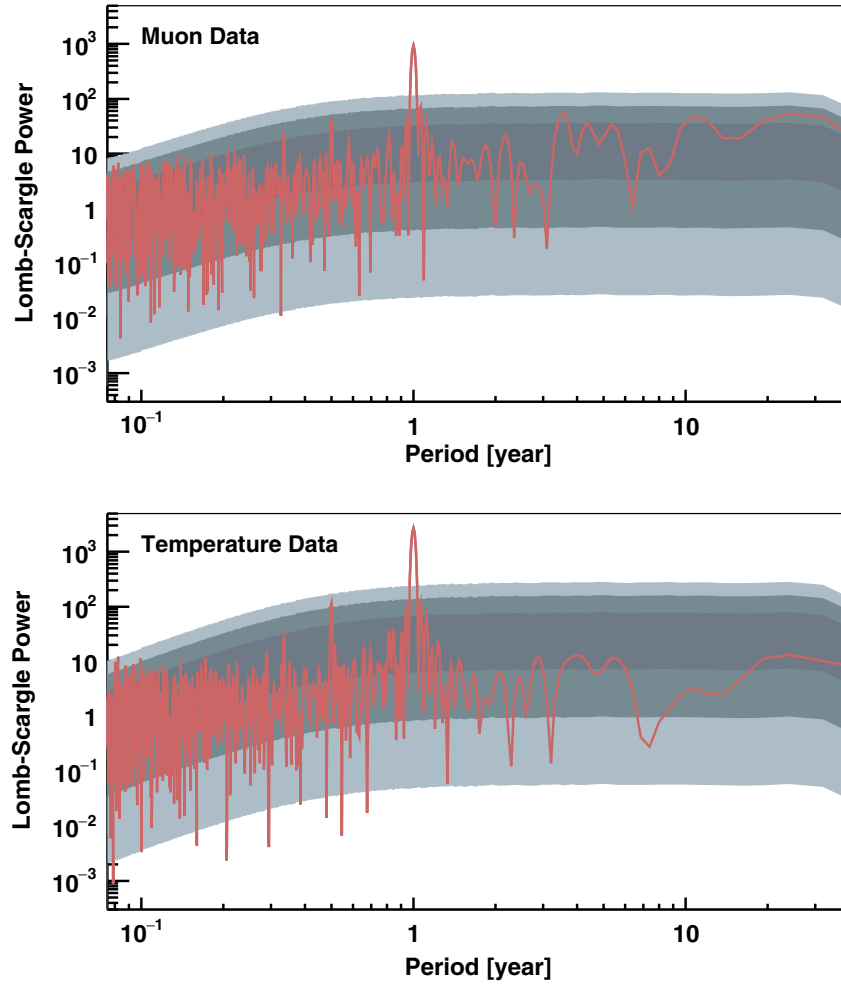 Muon Data
Lomb-Scargle Power
10³
10²
10
1
10⁻¹
10⁻²
10⁻³
10⁻¹ 1 10
Period [year]
Temperature Data
Lomb-Scargle Power
10³
10²
10
1
10⁻¹
10⁻²
10⁻³
10⁻¹ 1 10
Period [year]